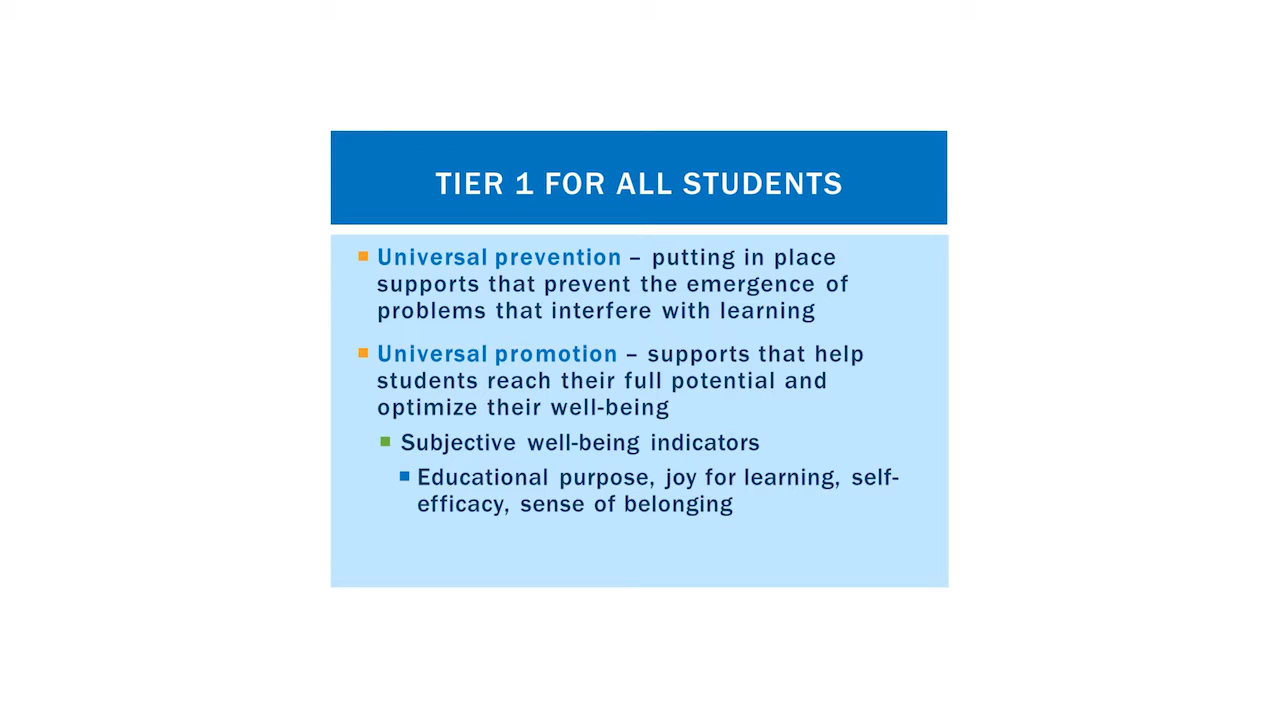 TIER 1 FOR ALL STUDENTS
Universal prevention – putting in place
supports that prevent the emergence of
problems that interfere with learning
Universal promotion – supports that help
students reach their full potential and
optimize their well-being
Subjective well-being indicators
Educational purpose, joy for learning, self-
efficacy, sense of belonging